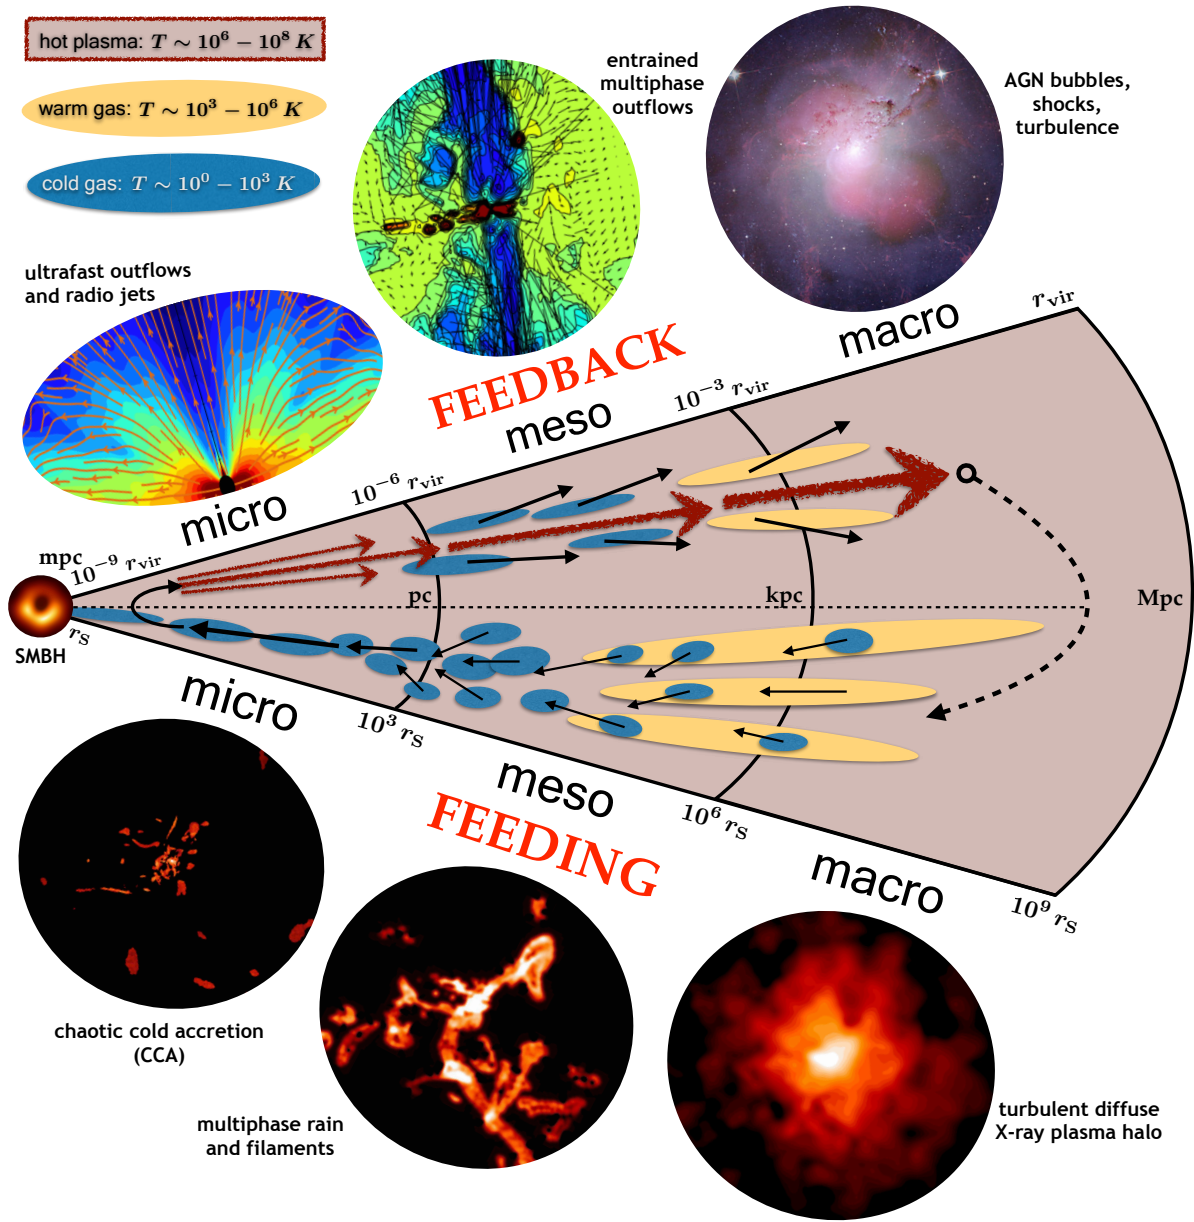 hot plasma: T ∼ 10⁶ − 10⁸ K
warm gas: T ∼ 10³ − 10⁶ K
cold gas: T ∼ 10⁰ − 10³ K
entrained
multiphase
outflows
AGN bubbles,
shocks,
turbulence
ultrafast outflows
and radio jets
FEEDBACK
micro
meso
macro
10⁻⁹ r_vir
10⁻⁶ r_vir
10⁻³ r_vir
r_vir
mpc
pc
kpc
Mpc
SMBH
r_S
10³ r_S
10⁶ r_S
10⁹ r_S
micro
meso
macro
FEEDING
chaotic cold accretion
(CCA)
multiphase rain
and filaments
turbulent diffuse
X-ray plasma halo